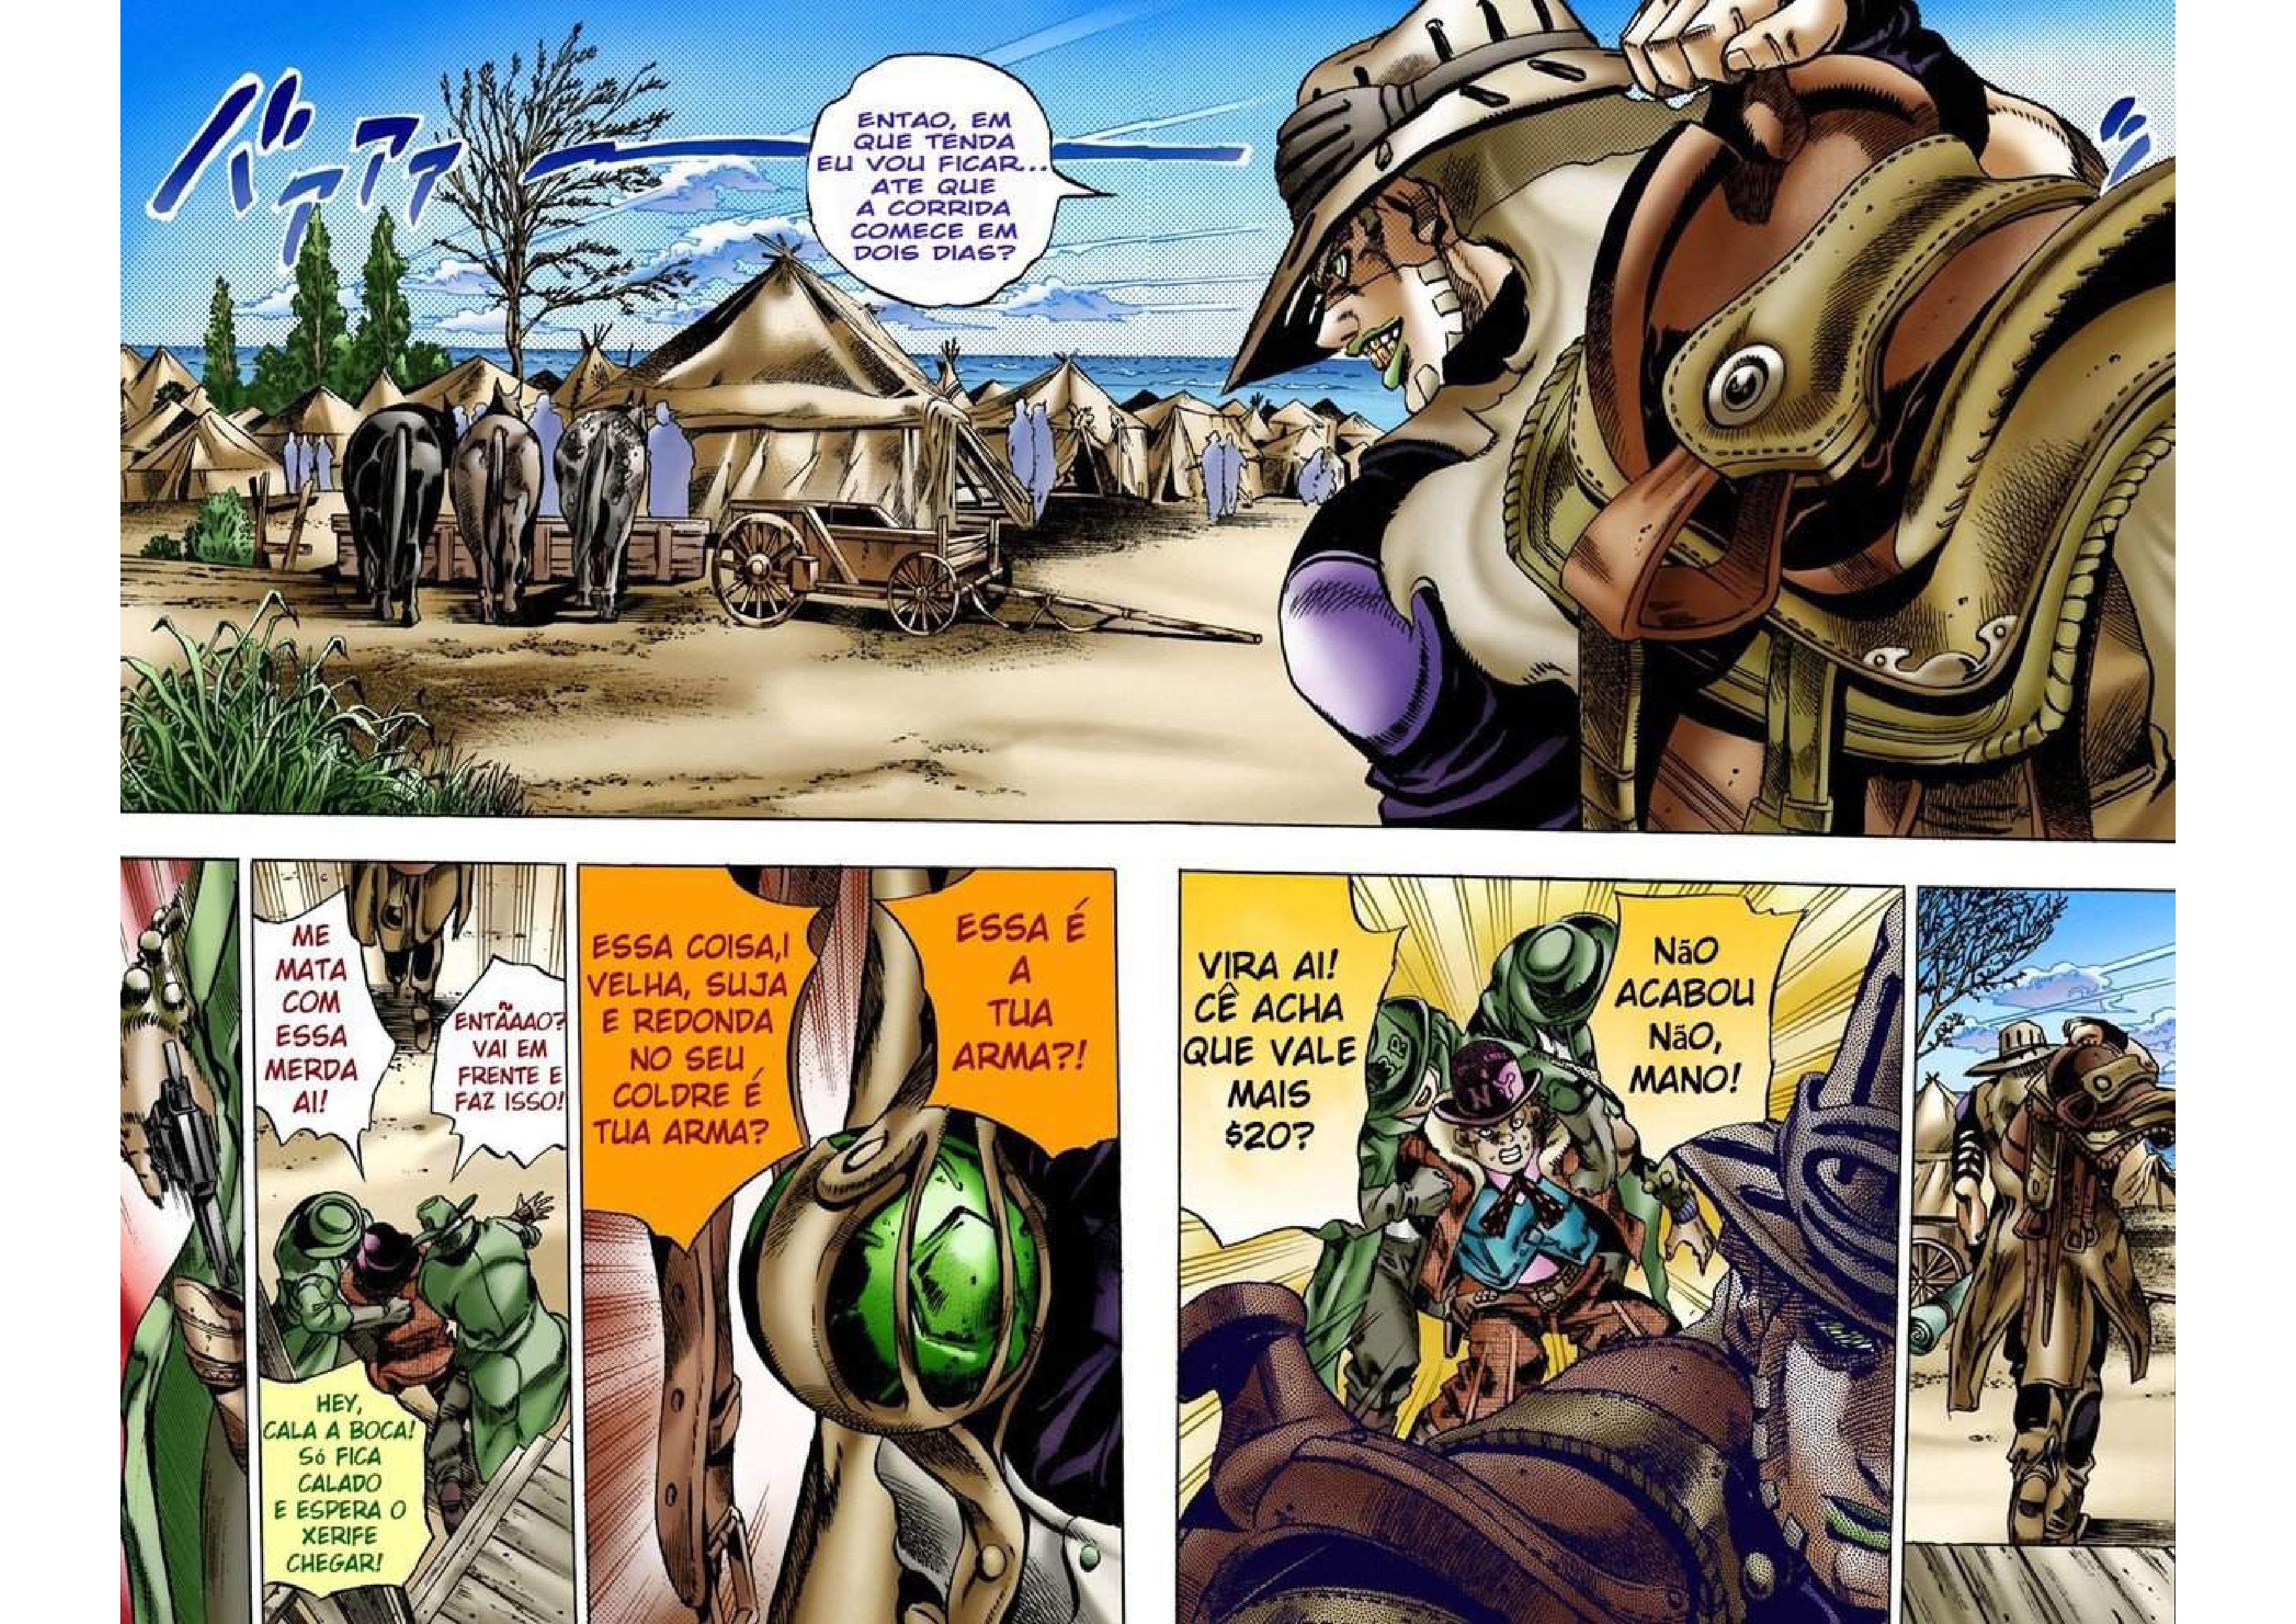 バァアァー
ENTAO, EM
QUE TENDA
EU VOU FICAR...
ATE QUE
A CORRIDA
COMECE EM
DOIS DIAS?
NãO
ACABOU
NãO,
MANO!
VIRA AI!
CÊ ACHA
QUE VALE
MAIS
$20?
NY
ESSA É
A
TUA
ARMA?!
ESSA COISA,I
VELHA, SUJA
E REDONDA
NO SEU
COLDRE É
TUA ARMA?
ENTÃAAO?
VAI EM
FRENTE E
FAZ ISSO!
ME
MATA
COM
ESSA
MERDA
AI!
HEY,
CALA A BOCA!
Só FICA
CALADO
E ESPERA O
XERIFE
CHEGAR!